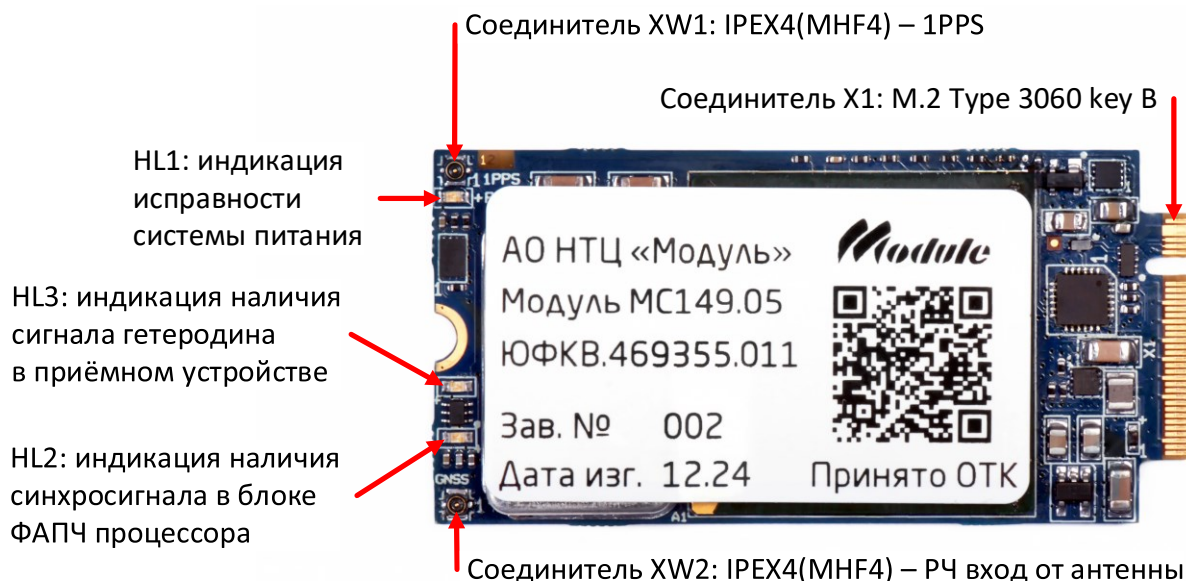 Соединитель XW1: IPEX4(MHF4) – 1PPS
Соединитель X1: M.2 Type 3060 key B
HL1: индикация
исправности
системы питания
HL3: индикация наличия
сигнала гетеродина
в приёмном устройстве
HL2: индикация наличия
синхросигнала в блоке
ФАПЧ процессора
1PPS
АО НТЦ «Модуль»
Module
Модуль МС149.05
ЮФКВ.469355.011
Зав. № 002
Дата изг. 12.24 Принято ОТК
X1
GNSS
A1
Соединитель XW2: IPEX4(MHF4) – РЧ вход от антенны